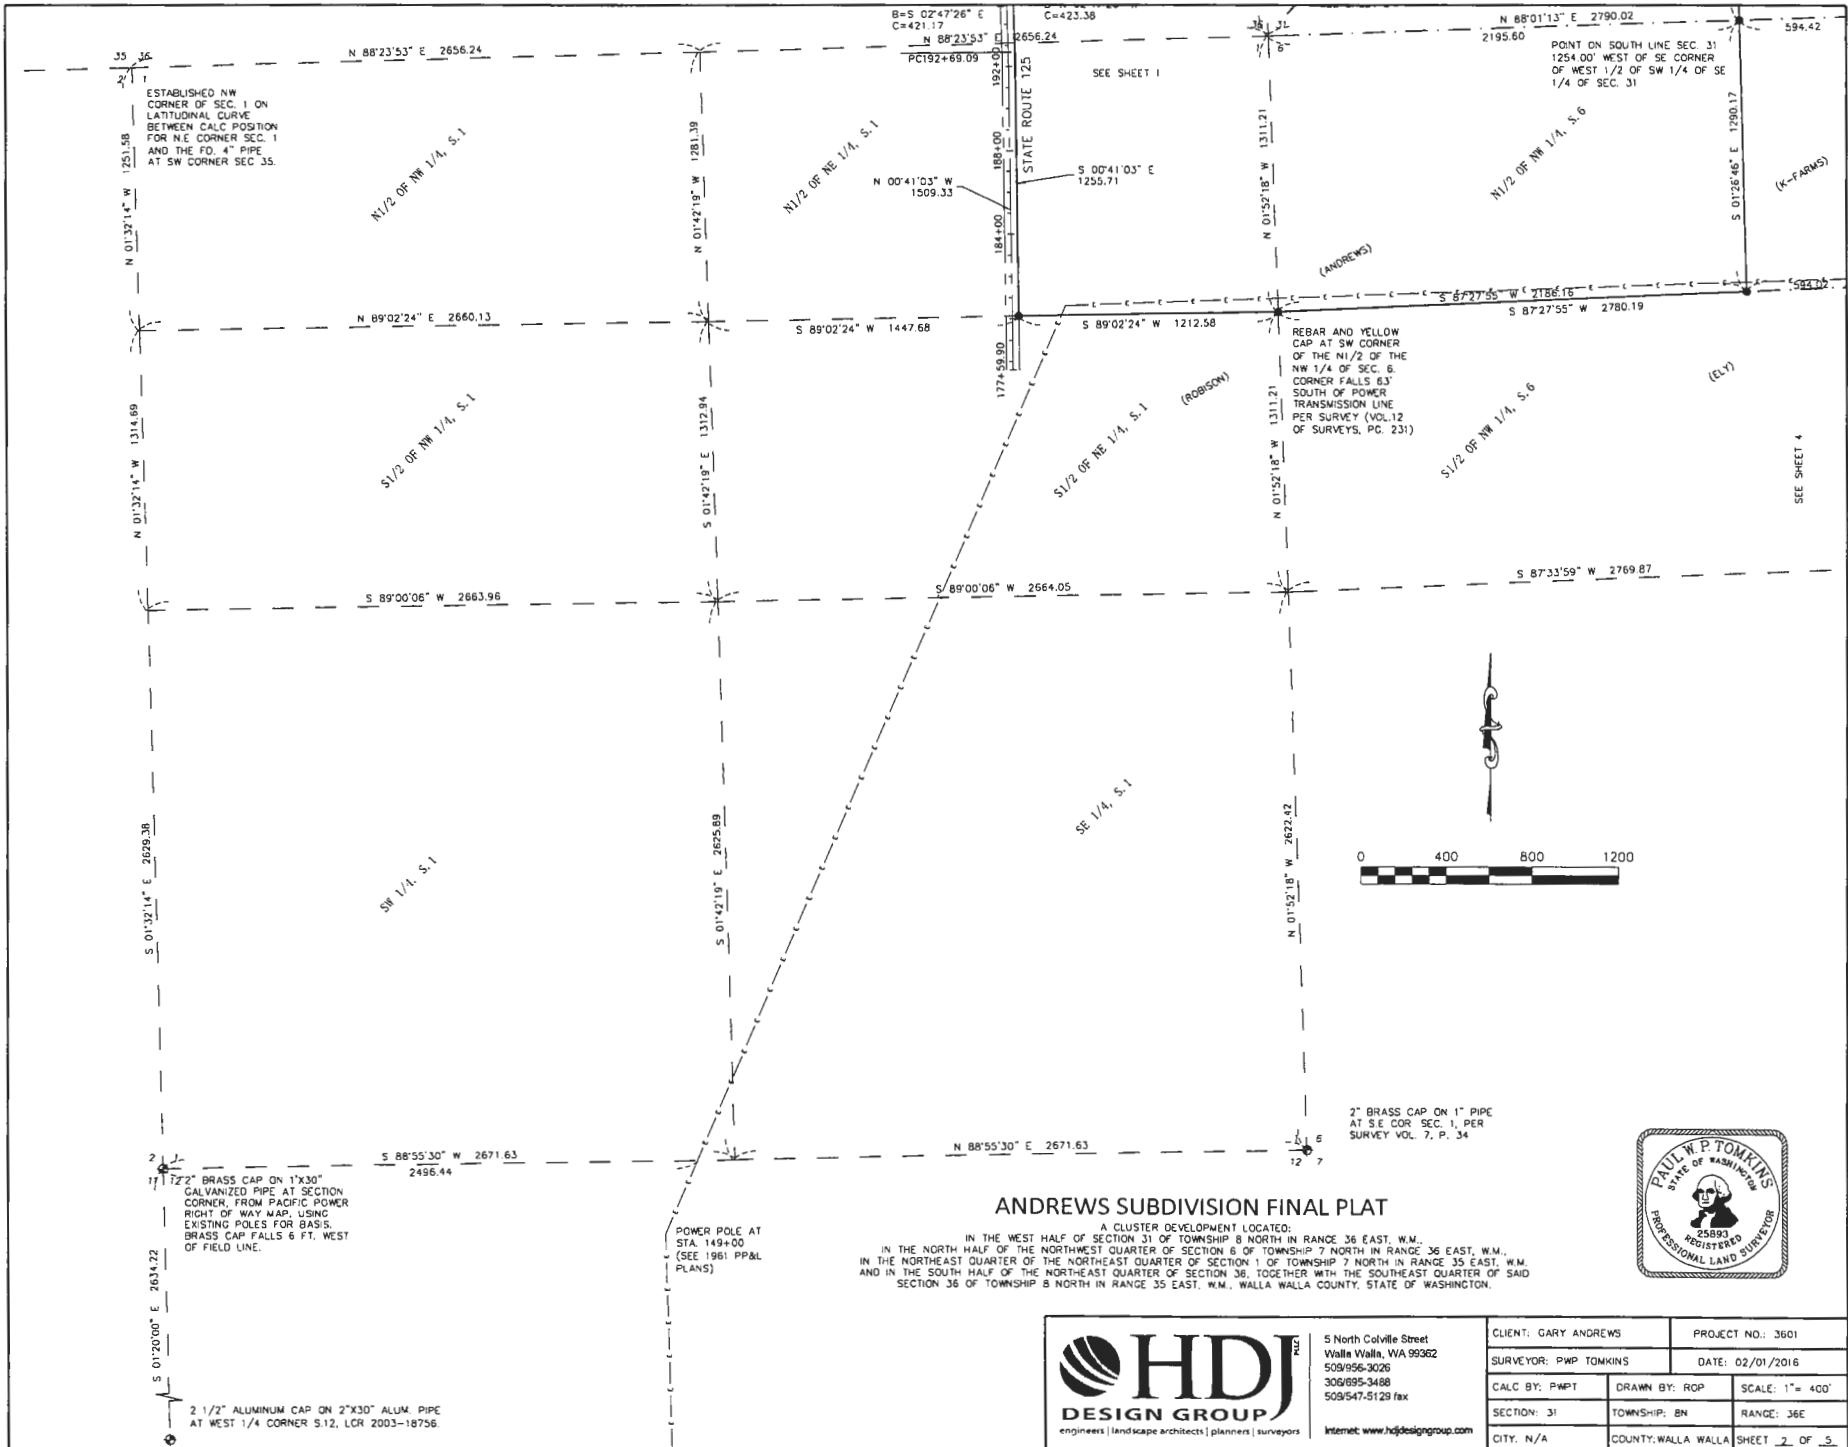 B=S 02°47'26" E
C=421.17
C=423.38
N 88°23'53" E 2656.24
N 88°23'53" E 2656.24
PC192+69.09
N 88°01'13" E 2790.02
2195.60
594.42
35 36
2 1
36 31
1 6
ESTABLISHED NW
CORNER OF SEC. 1 ON
LATITUDINAL CURVE
BETWEEN CALC POSITION
FOR N.E CORNER SEC. 1
AND THE FD. 4" PIPE
AT SW CORNER SEC 35.
SEE SHEET 1
POINT ON SOUTH LINE SEC. 31
1254.00' WEST OF SE CORNER
OF WEST 1/2 OF SW 1/4 OF SE
1/4 OF SEC. 31
N 01°32'14" W 1251.58
N1/2 OF NW 1/4, S.1
N 01°42'19" W 1281.39
N1/2 OF NE 1/4, S.1
192+00
188+00
184+00
177+59.90
STATE ROUTE 125
N 00°41'03" W
1509.33
S 00°41'03" E
1255.71
N 01°52'18" W 1311.21
N1/2 OF NW 1/4, S.6
S 01°26'46" E 1290.17
(K-FARMS)
(ANDREWS)
N 89°02'24" E 2660.13
S 89°02'24" W 1447.68
S 89°02'24" W 1212.58
S 87°27'55" W 2186.16
594.02
S 87°27'55" W 2780.19
REBAR AND YELLOW
CAP AT SW CORNER
OF THE N1/2 OF THE
NW 1/4 OF SEC. 6.
CORNER FALLS 63'
SOUTH OF POWER
TRANSMISSION LINE
PER SURVEY (VOL.12
OF SURVEYS, PG. 231)
(ROBISON)
(ELY)
N 01°32'14" W 1314.69
S1/2 OF NW 1/4, S.1
S 01°42'19" E 1312.94
S1/2 OF NE 1/4, S.1
N 01°52'18" W 1311.21
S1/2 OF NW 1/4, S.6
SEE SHEET 4
S 89°00'06" W 2663.96
S 89°00'06" W 2664.05
S 87°33'59" W 2769.87
S 01°32'14" E 2629.38
SW 1/4, S.1
S 01°42'19" E 2625.89
SE 1/4, S.1
N 01°52'18" W 2622.42
0 400 800 1200
2" BRASS CAP ON 1" PIPE
AT S.E COR SEC. 1, PER
SURVEY VOL. 7, P. 34
1 6
12 7
2 1
11 12
S 88°55'30" W 2671.63
2496.44
N 88°55'30" E 2671.63
2" BRASS CAP ON 1"X30"
GALVANIZED PIPE AT SECTION
CORNER, FROM PACIFIC POWER
RIGHT OF WAY MAP, USING
EXISTING POLES FOR BASIS.
BRASS CAP FALLS 6 FT. WEST
OF FIELD LINE.
POWER POLE AT
STA. 149+00
(SEE 1961 PP&L
PLANS)
S 01°20'00" E 2634.22
2 1/2" ALUMINUM CAP ON 2"X30" ALUM. PIPE
AT WEST 1/4 CORNER S.12, LCR 2003-18756.
ANDREWS SUBDIVISION FINAL PLAT
A CLUSTER DEVELOPMENT LOCATED:
IN THE WEST HALF OF SECTION 31 OF TOWNSHIP 8 NORTH IN RANGE 36 EAST, W.M.,
IN THE NORTH HALF OF THE NORTHWEST QUARTER OF SECTION 6 OF TOWNSHIP 7 NORTH IN RANGE 36 EAST, W.M.,
IN THE NORTHEAST QUARTER OF THE NORTHEAST QUARTER OF SECTION 1 OF TOWNSHIP 7 NORTH IN RANGE 35 EAST, W.M.
AND IN THE SOUTH HALF OF THE NORTHEAST QUARTER OF SECTION 36, TOGETHER WITH THE SOUTHEAST QUARTER OF SAID
SECTION 36 OF TOWNSHIP 8 NORTH IN RANGE 35 EAST, W.M., WALLA WALLA COUNTY, STATE OF WASHINGTON.
PAUL W.P. TOMKINS
STATE OF WASHINGTON
25893
REGISTERED
PROFESSIONAL LAND SURVEYOR
HDJ PLLC
DESIGN GROUP
engineers | landscape architects | planners | surveyors
5 North Colville Street
Walla Walla, WA 99362
509/956-3026
306/695-3488
509/547-5129 fax
Internet: www.hdjdesigngroup.com
CLIENT: GARY ANDREWS
PROJECT NO.: 3601
SURVEYOR: PWP TOMKINS
DATE: 02/01/2016
CALC BY: PWPT
DRAWN BY: ROP
SCALE: 1"= 400'
SECTION: 31
TOWNSHIP: 8N
RANGE: 36E
CITY. N/A
COUNTY: WALLA WALLA
SHEET 2 OF 5